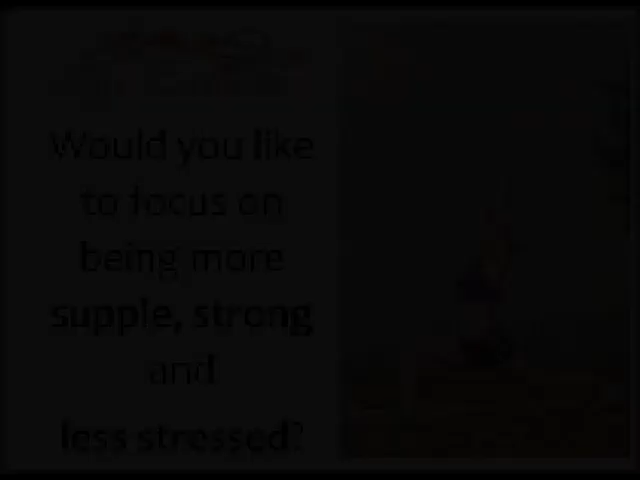 Would you like
to focus on
being more
supple, strong
and
less stressed?